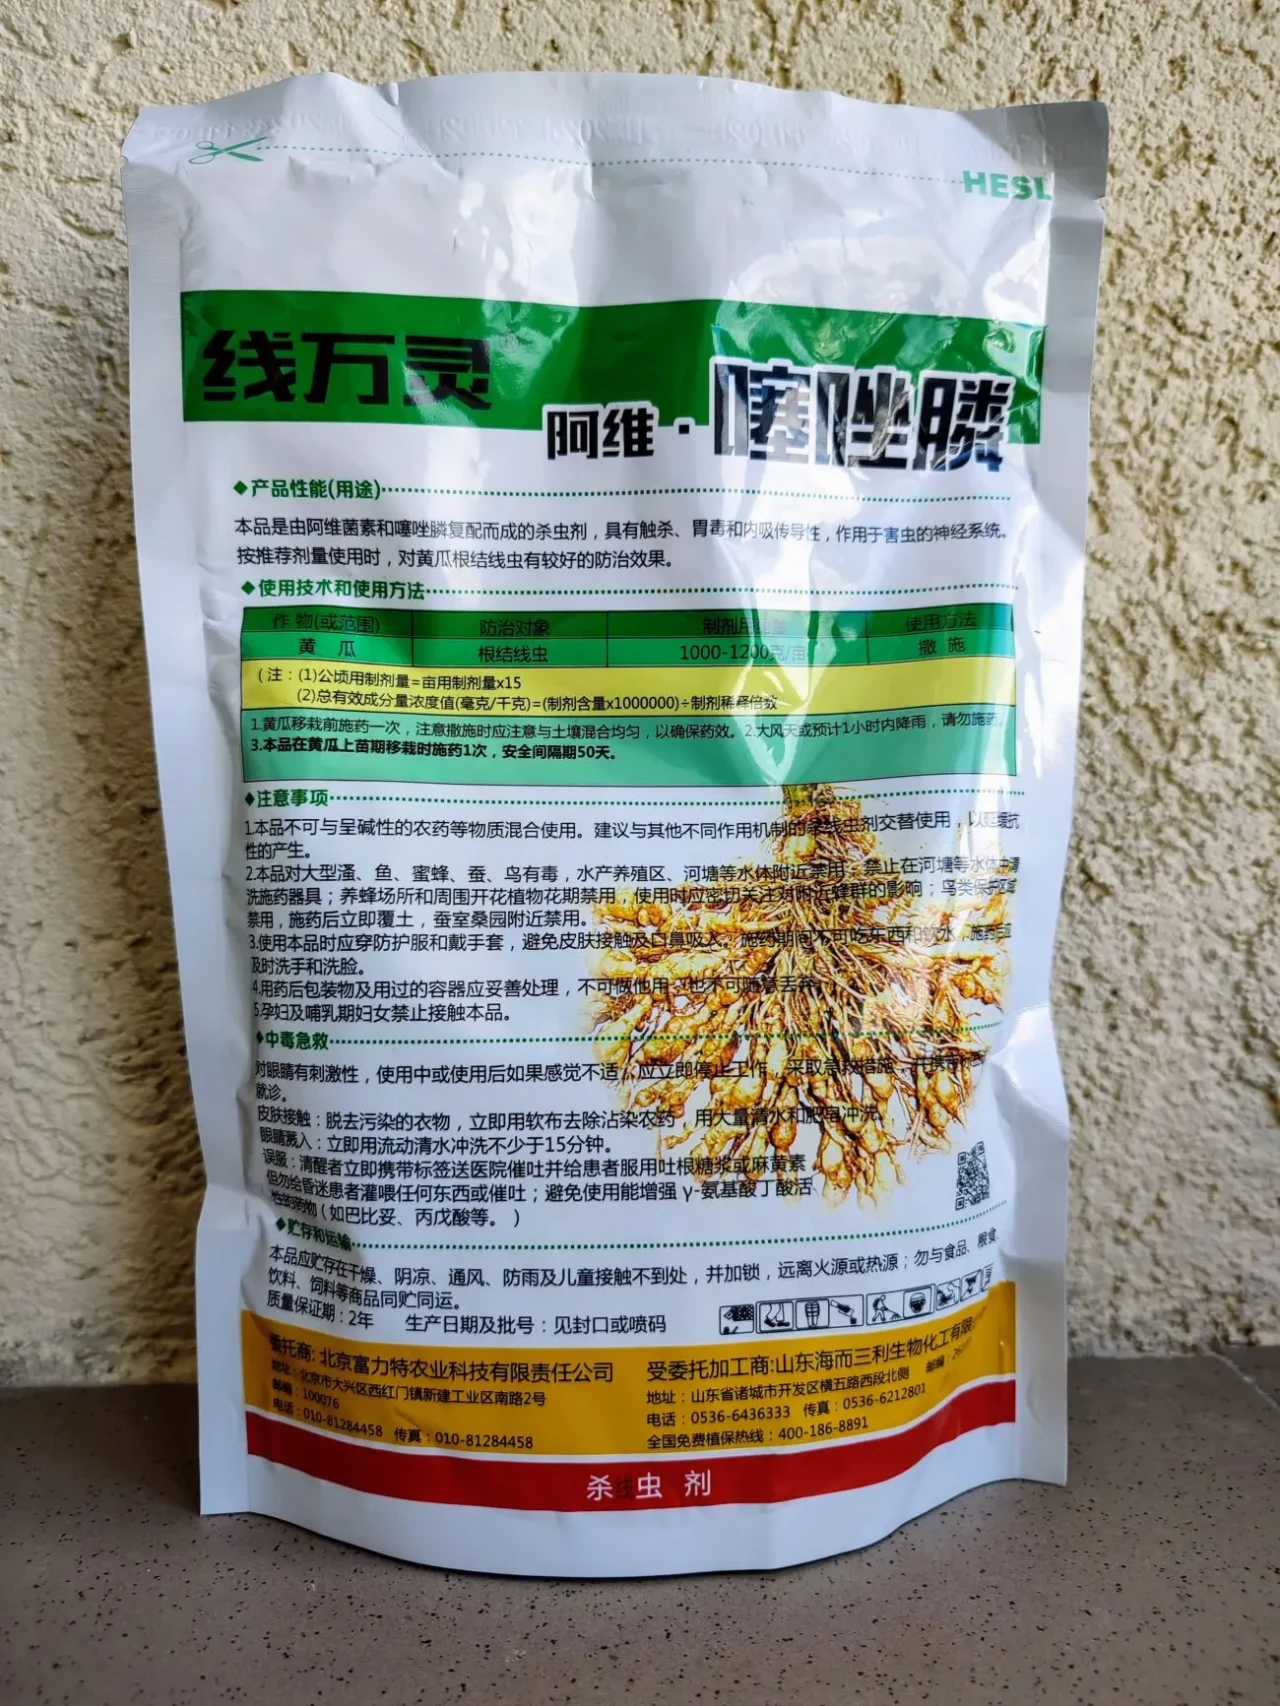 HESL
线万灵®
阿维·噻唑膦
◆产品性能(用途)
本品是由阿维菌素和噻唑膦复配而成的杀虫剂，具有触杀、胃毒和内吸传导性，作用于害虫的神经系统。
按推荐剂量使用时，对黄瓜根结线虫有较好的防治效果。
◆使用技术和使用方法
作 物(或范围) 防治对象 制剂用 使用方法
黄 瓜 根结线虫 1000-1200克/亩 撒 施
(注：(1)公顷用制剂量=亩用制剂量x15
(2)总有效成分量浓度值(毫克/千克)=(制剂含量x1000000)÷制剂稀释倍数
1.黄瓜移栽前施药一次，注意撒施时应注意与土壤混合均匀，以确保药效。2.大风天或预计1小时内降雨，请勿施药。
3.本品在黄瓜上苗期移栽时施药1次，安全间隔期50天。
◆注意事项
1.本品不可与呈碱性的农药等物质混合使用。建议与其他不同作用机制的杀线虫剂交替使用，以延缓抗
性的产生。
2.本品对大型溞、鱼、蜜蜂、蚕、鸟有毒，水产养殖区、河塘等水体附近禁用；禁止在河塘等水体中清
洗施药器具；养蜂场所和周围开花植物花期禁用，使用时应密切关注对附近蜂群的影响；鸟类保护区域
禁用，施药后立即覆土，蚕室桑园附近禁用。
3.使用本品时应穿防护服和戴手套，避免皮肤接触及口鼻吸入。施药期间不可吃东西和饮水，施药后应
及时洗手和洗脸。
4.用药后包装物及用过的容器应妥善处理，不可做他用，也不可随意丢弃。
5.孕妇及哺乳期妇女禁止接触本品。
◆中毒急救
对眼睛有刺激性，使用中或使用后如果感觉不适，应立即停止工作，采取急救措施，并携带标签
就诊。
皮肤接触：脱去污染的衣物，立即用软布去除沾染农药，用大量清水和肥皂冲洗。
眼睛溅入：立即用流动清水冲洗不少于15分钟。
误服：清醒者立即携带标签送医院催吐并给患者服用吐根糖浆或麻黄素，
但勿给昏迷患者灌喂任何东西或催吐；避免使用能增强 γ-氨基酸丁酸活
性的药物（如巴比妥、丙戊酸等。）
◆贮存和运输
本品应贮存在干燥、阴凉、通风、防雨及儿童接触不到处，并加锁，远离火源或热源；勿与食品、粮食、
饮料、饲料等商品同贮同运。
质量保证期：2年 生产日期及批号：见封口或喷码
委托商: 北京富力特农业科技有限责任公司
地址：北京市大兴区西红门镇新建工业区南路2号
邮编：100076
电话：010-81284458 传真：010-81284458
受委托加工商:山东海而三利生物化工有限
地址：山东省诸城市开发区横五路西段北侧 邮编：
电话：0536-6436333 传真：0536-6212801
全国免费植保热线：400-186-8891
杀线虫 剂